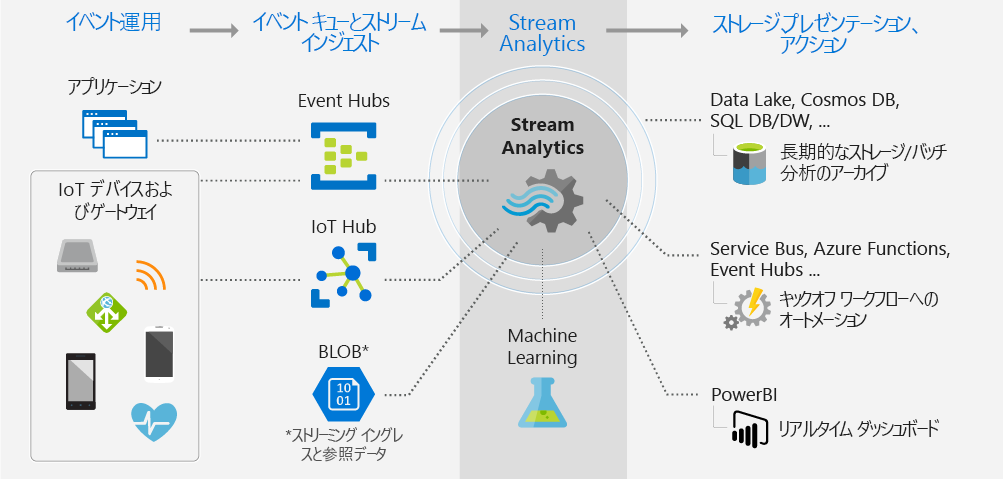 イベント運用
イベント キューとストリーム
インジェスト
Stream
Analytics
ストレージ、プレゼンテーション、
アクション
アプリケーション
IoT デバイスおよ
びゲートウェイ
Event Hubs
IoT Hub
BLOB*
10
01
*ストリーミング イングレ
スと参照データ
Stream
Analytics
Machine
Learning
Data Lake, Cosmos DB,
SQL DB/DW, ...
長期的なストレージ/バッチ
分析のアーカイブ
Service Bus, Azure Functions,
Event Hubs ...
キックオフ ワークフローへの
オートメーション
PowerBI
リアルタイム ダッシュボード